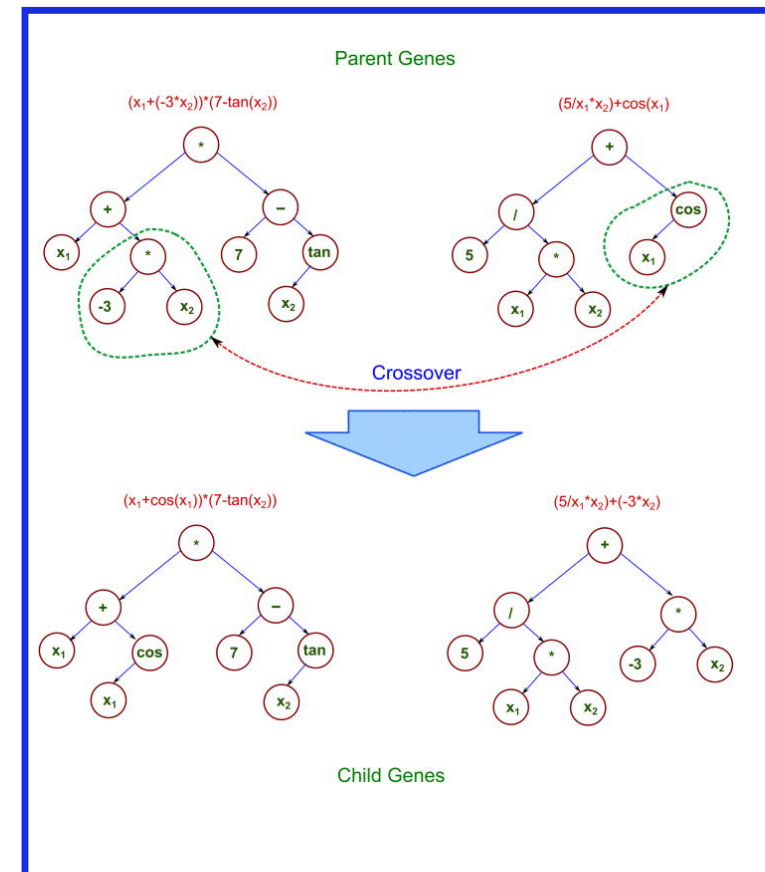 Parent Genes
(x₁+(-3*x₂))*(7-tan(x₂))
(5/x₁*x₂)+cos(x₁)
*
+
+
−
/
cos
x₁
*
7
tan
5
*
x₁
-3
x₂
x₂
x₁
x₂
Crossover
(x₁+cos(x₁))*(7-tan(x₂))
(5/x₁*x₂)+(-3*x₂)
*
+
+
−
/
*
x₁
cos
7
tan
5
*
-3
x₂
x₁
x₂
x₁
x₂
Child Genes